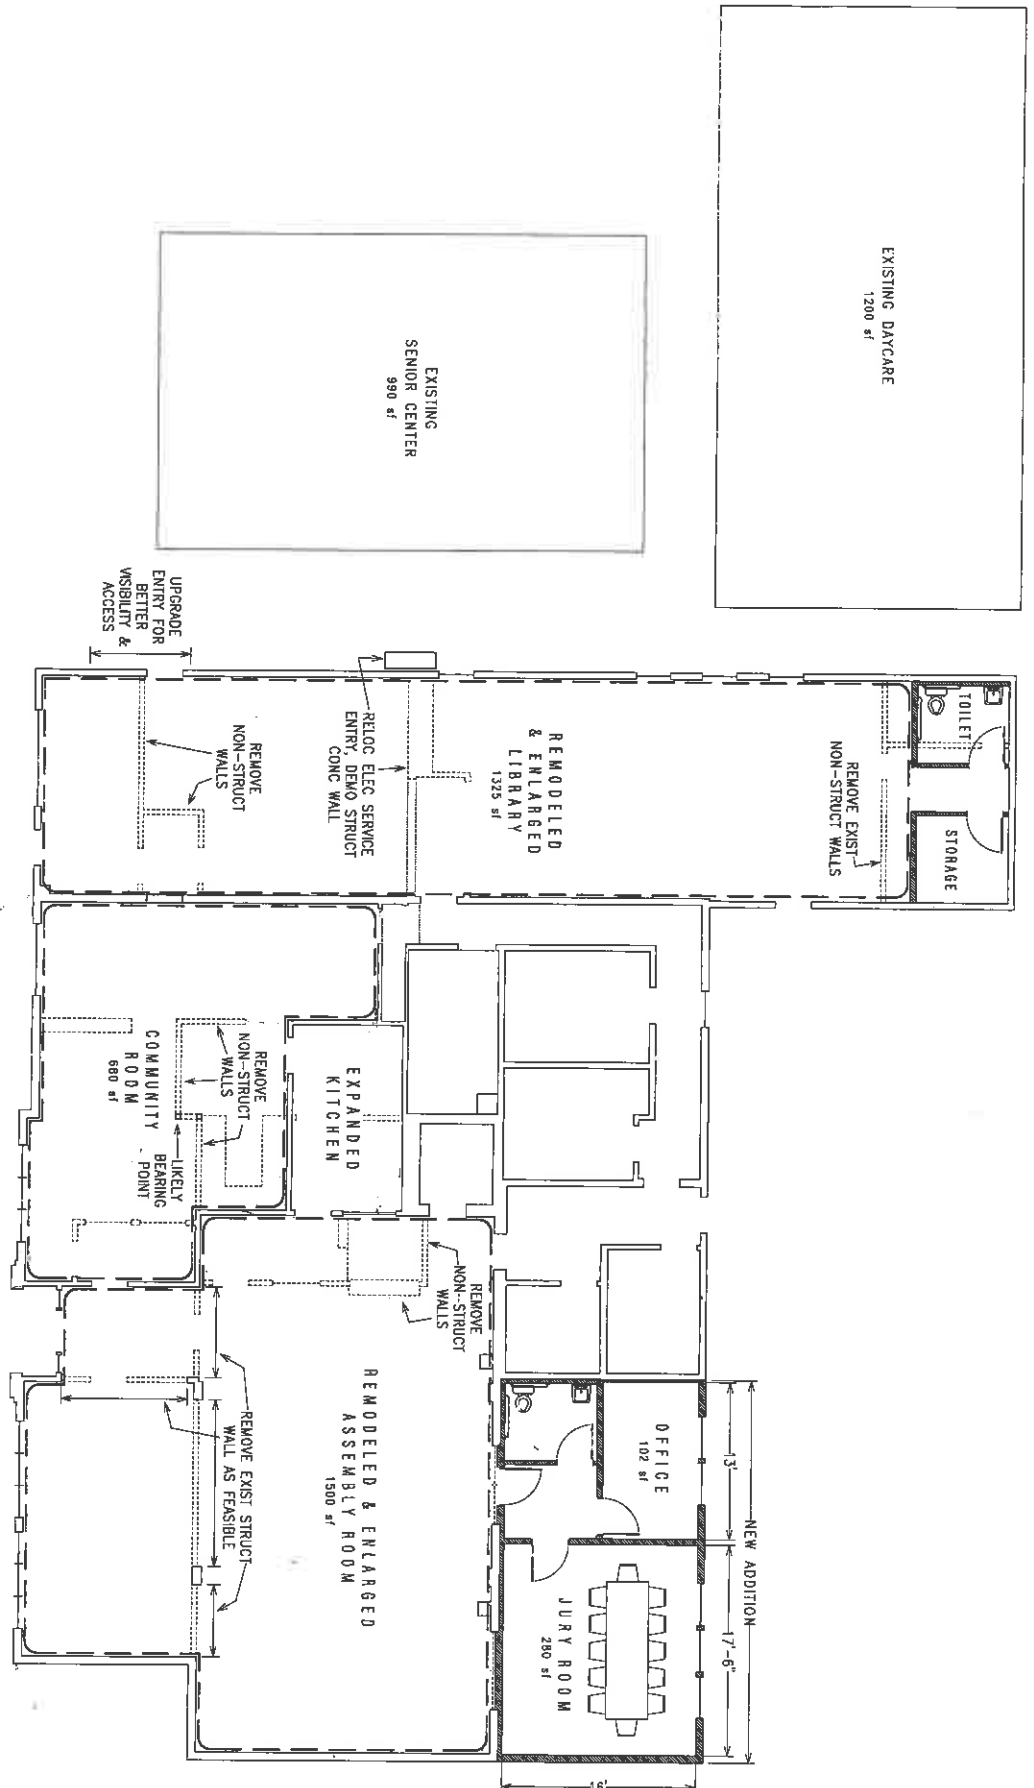 EXISTING DAYCARE
1200 sf
EXISTING
SENIOR CENTER
990 sf
UPGRADE
ENTRY FOR
BETTER
VISIBILITY &
ACCESS
TOILET
STORAGE
REMOVE EXIST
NON-STRUCT WALLS
REMODELED
& ENLARGED
LIBRARY
1325 sf
RELOC ELEC SERVICE
ENTRY, DEMO STRUCT
CONC WALL
REMOVE
NON-STRUCT
WALLS
EXPANDED
KITCHEN
REMOVE
NON-STRUCT
WALLS
COMMUNITY
ROOM
680 sf
LIKELY
BEARING
POINT
REMOVE
NON-STRUCT
WALLS
REMODELED & ENLARGED
ASSEMBLY ROOM
1500 sf
REMOVE EXIST STRUCT
WALL AS FEASIBLE
NEW ADDITION
13'
17'-6"
16'
OFFICE
102 sf
JURY ROOM
280 sf